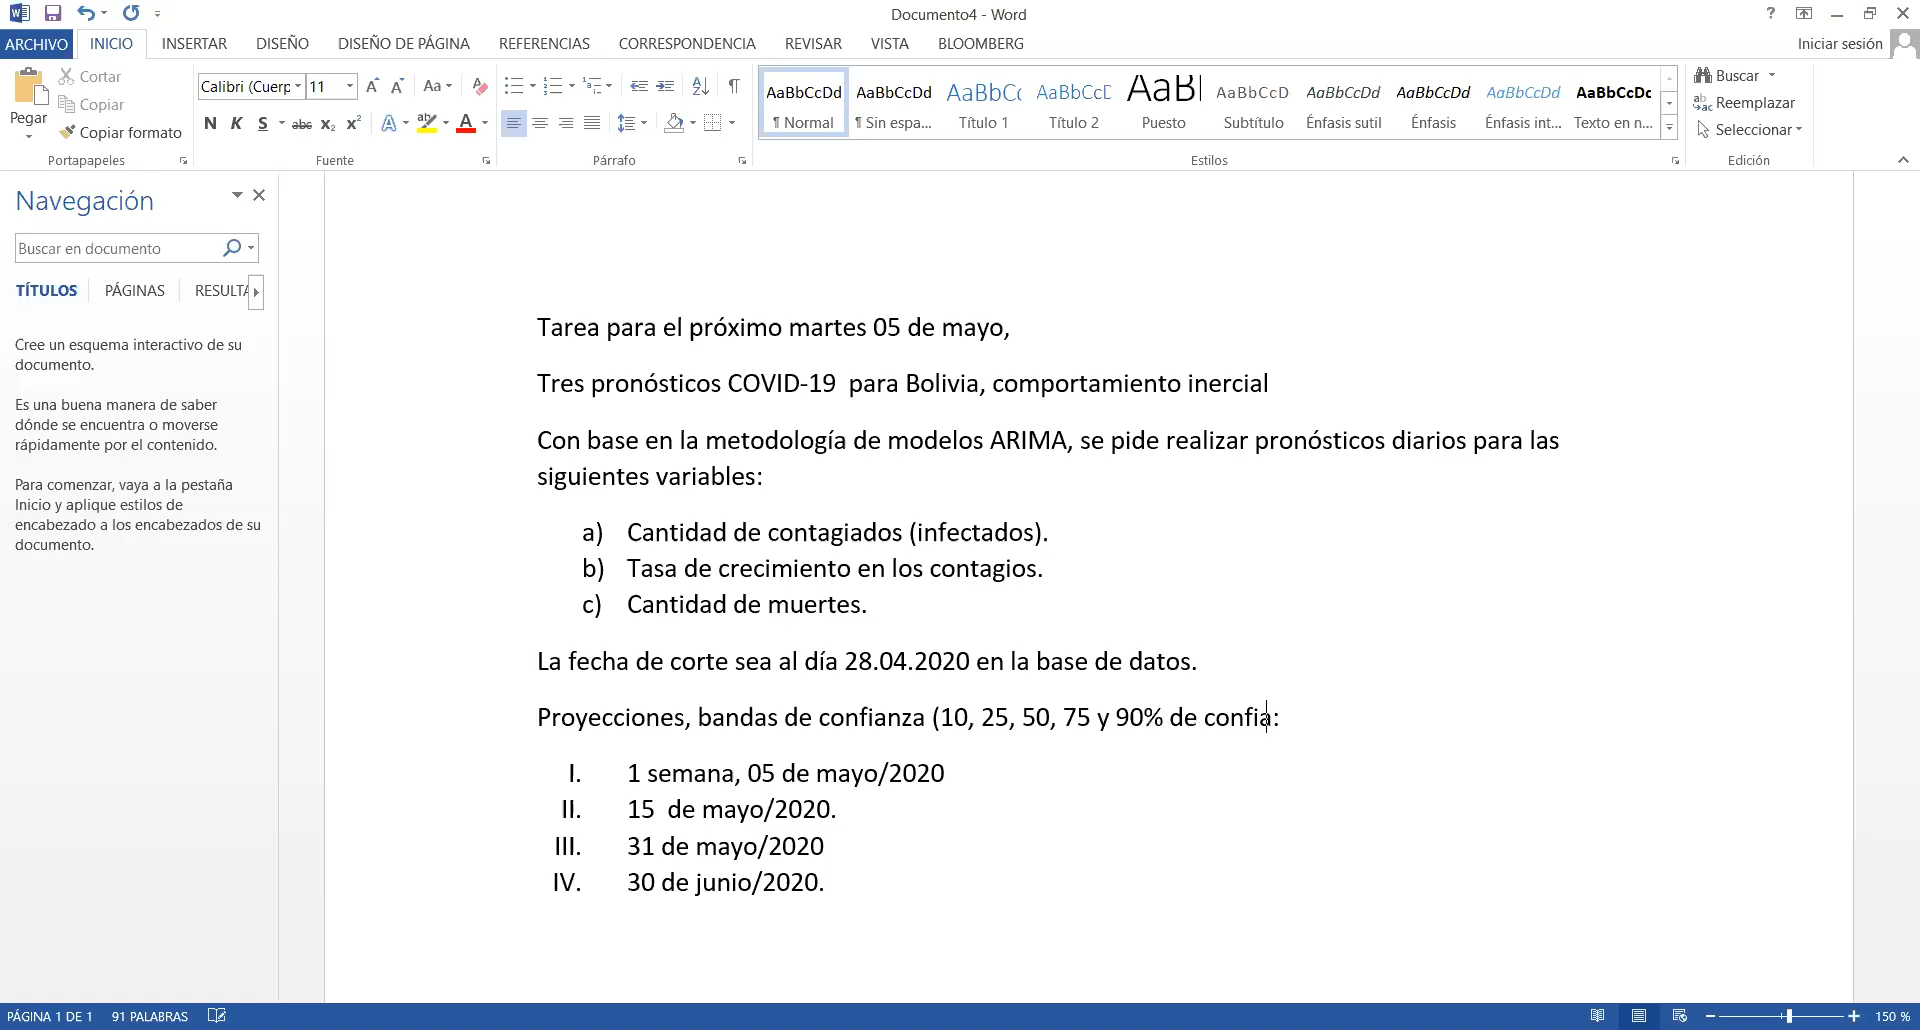 Documento4 - Word
ARCHIVO INICIO INSERTAR DISEÑO DISEÑO DE PÁGINA REFERENCIAS CORRESPONDENCIA REVISAR VISTA BLOOMBERG Iniciar sesión
Pegar
Cortar
Copiar
Copiar formato
Portapapeles
Calibri (Cuerp 11
Aa
N K S abc x₂ x² A ab A
Fuente
Párrafo
AaBbCcDd AaBbCcDd AaBbCc AaBbCcD AaBl AaBbCcD AaBbCcDd AaBbCcDd AaBbCcDd AaBbCcDc
¶ Normal ¶ Sin espa... Título 1 Título 2 Puesto Subtítulo Énfasis sutil Énfasis Énfasis int... Texto en n...
Estilos
Buscar
Reemplazar
Seleccionar
Edición
Navegación
Buscar en documento
TÍTULOS PÁGINAS RESULTA
Cree un esquema interactivo de su
documento.
Es una buena manera de saber
dónde se encuentra o moverse
rápidamente por el contenido.
Para comenzar, vaya a la pestaña
Inicio y aplique estilos de
encabezado a los encabezados de su
documento.
Tarea para el próximo martes 05 de mayo,
Tres pronósticos COVID-19 para Bolivia, comportamiento inercial
Con base en la metodología de modelos ARIMA, se pide realizar pronósticos diarios para las
siguientes variables:
a) Cantidad de contagiados (infectados).
b) Tasa de crecimiento en los contagios.
c) Cantidad de muertes.
La fecha de corte sea al día 28.04.2020 en la base de datos.
Proyecciones, bandas de confianza (10, 25, 50, 75 y 90% de confia:
I. 1 semana, 05 de mayo/2020
II. 15 de mayo/2020.
III. 31 de mayo/2020
IV. 30 de junio/2020.
PÁGINA 1 DE 1 91 PALABRAS 150 %